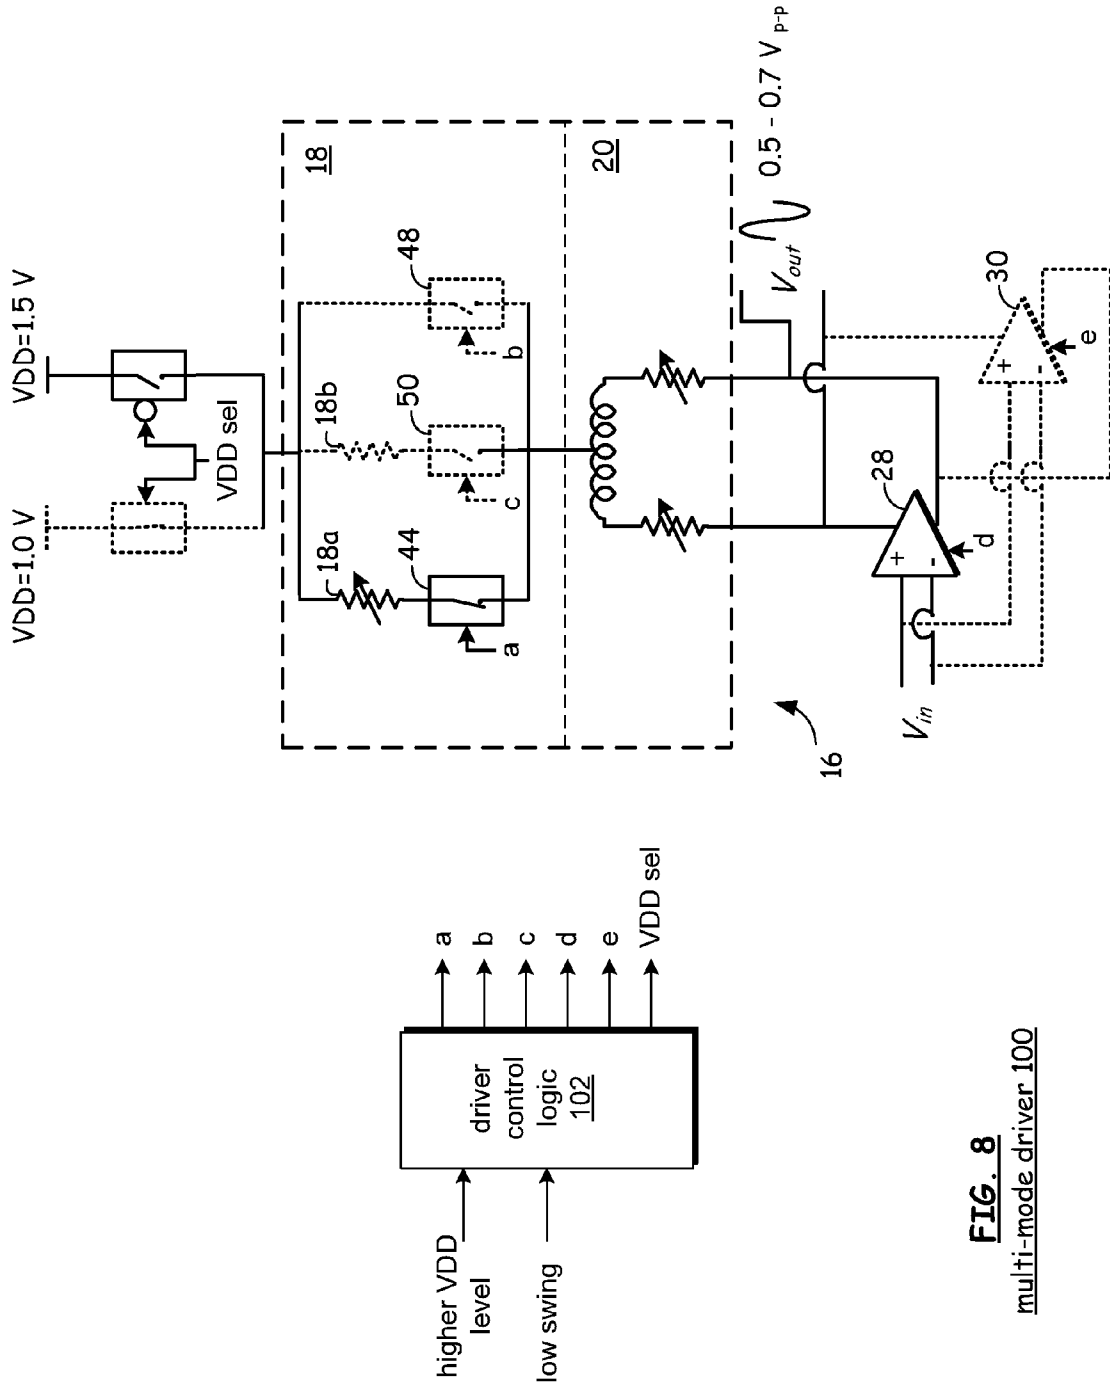 VDD=1.0 V
VDD=1.5 V
VDD sel
18
18a
18b
44
50
48
a
c
b
20
Vout
0.5 - 0.7 Vp-p
16
Vin
+
-
28
d
+
-
30
e
higher VDD
level
low swing
driver
control
logic
102
a
b
c
d
e
VDD sel
FIG. 8
multi-mode driver 100